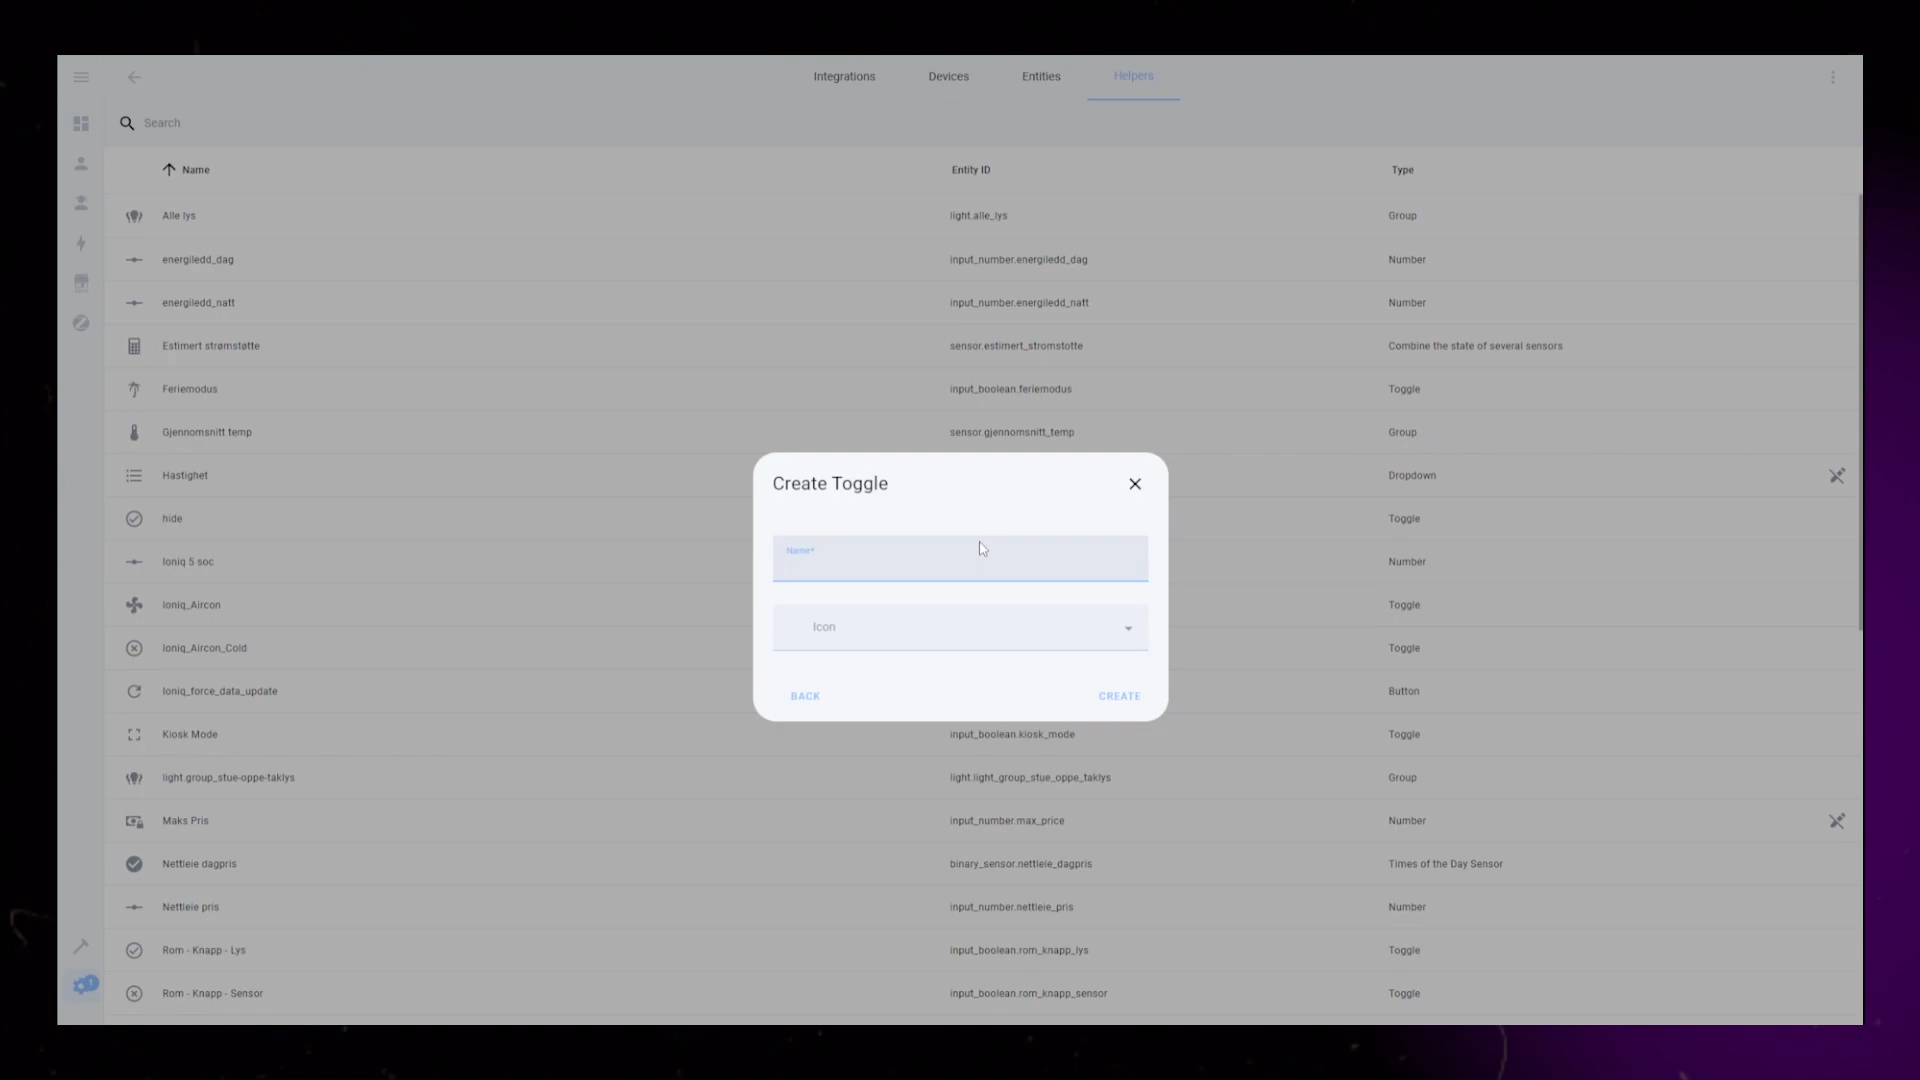 Integrations Devices Entities Helpers
Search
Name Entity ID Type
Alle lys light.alle_lys Group
energiledd_dag input_number.energiledd_dag Number
energiledd_natt input_number.energiledd_natt Number
Estimert strømstøtte sensor.estimert_stromstotte Combine the state of several sensors
Feriemodus input_boolean.feriemodus Toggle
Gjennomsnitt temp sensor.gjennomsnitt_temp Group
Hastighet Dropdown
hide Toggle
Ioniq 5 soc Number
Ioniq_Aircon Toggle
Ioniq_Aircon_Cold Toggle
Ioniq_force_data_update Button
Create Toggle
Name*
Icon
BACK CREATE
Kiosk Mode input_boolean.kiosk_mode Toggle
light.group_stue-oppe-taklys light.light_group_stue_oppe_taklys Group
Maks Pris input_number.max_price Number
Nettleie dagpris binary_sensor.nettleie_dagpris Times of the Day Sensor
Nettleie pris input_number.nettleie_pris Number
Rom - Knapp - Lys input_boolean.rom_knapp_lys Toggle
Rom - Knapp - Sensor input_boolean.rom_knapp_sensor Toggle
1